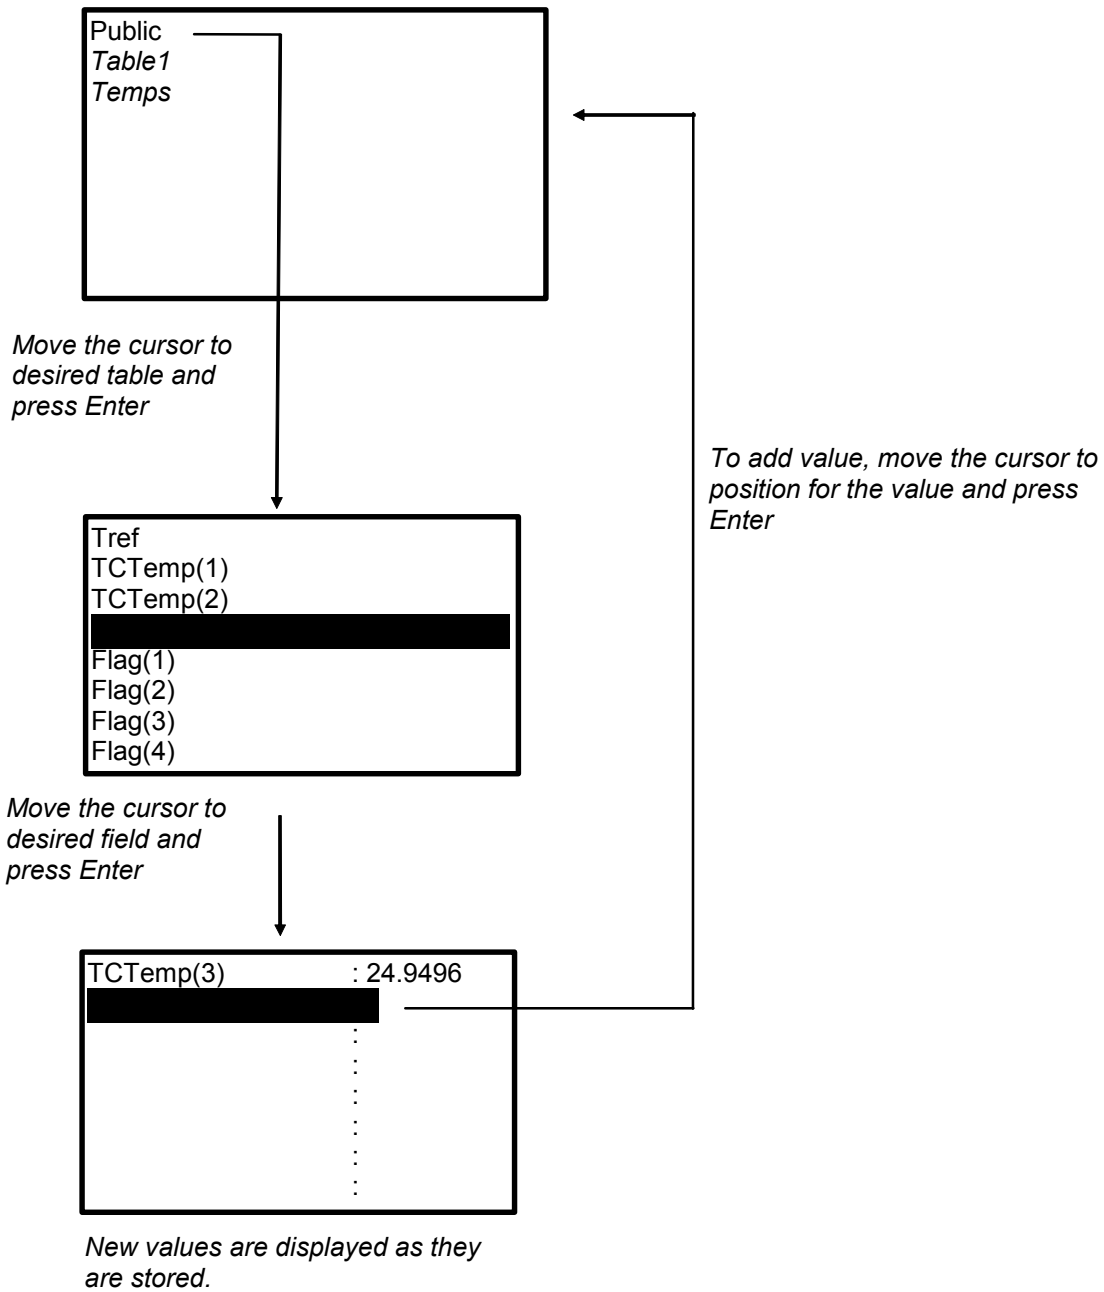 Public
Table1
Temps
Move the cursor to
desired table and
press Enter
To add value, move the cursor to
position for the value and press
Enter
Tref
TCTemp(1)
TCTemp(2)
Flag(1)
Flag(2)
Flag(3)
Flag(4)
Move the cursor to
desired field and
press Enter
TCTemp(3) : 24.9496
:
:
:
:
:
:
New values are displayed as they
are stored.